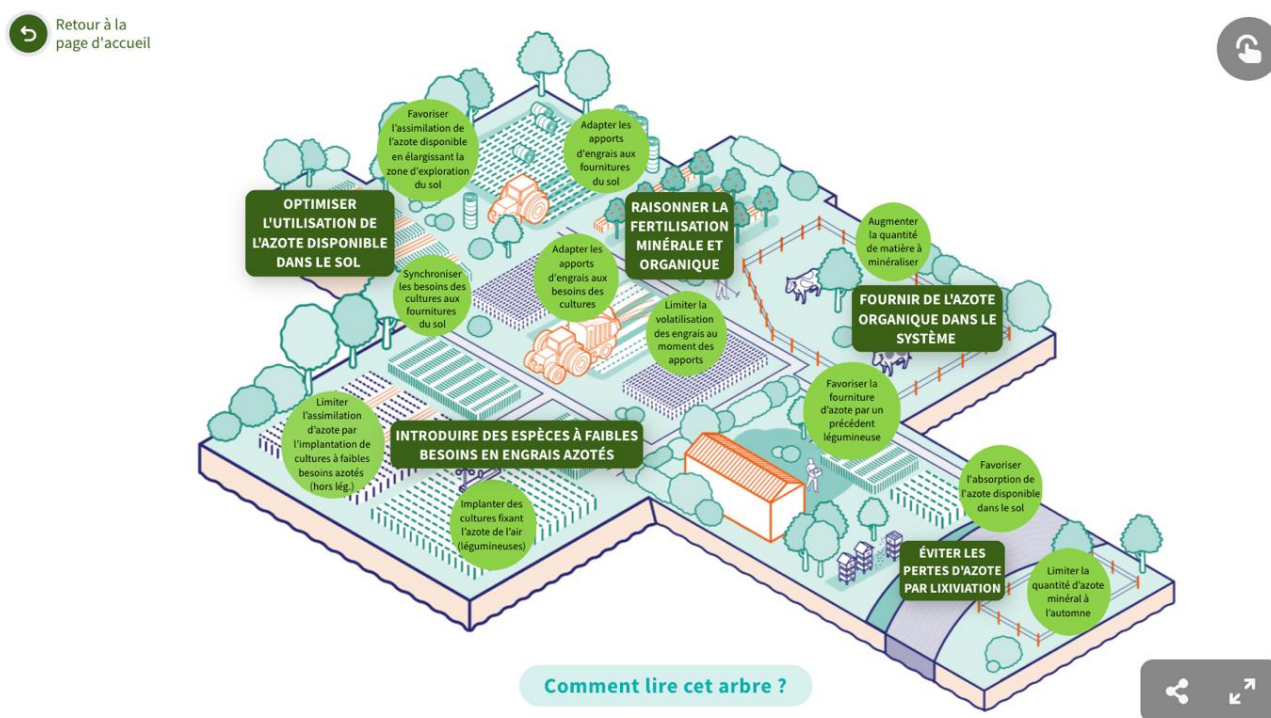 Retour à la
page d'accueil
Favoriser
l'assimilation de
l'azote disponible
en élargissant la
zone d'exploration
du sol
Adapter les
apports
d'engrais aux
fournitures
du sol
OPTIMISER
L'UTILISATION DE
L'AZOTE DISPONIBLE
DANS LE SOL
RAISONNER LA
FERTILISATION
MINÉRALE ET
ORGANIQUE
Augmenter
la quantité
de matière à
minéraliser
Synchroniser
les besoins des
cultures aux
fournitures
du sol
Adapter les
apports
d'engrais aux
besoins des
cultures
Limiter la
volatilisation
des engrais au
moment des
apports
FOURNIR DE L'AZOTE
ORGANIQUE DANS LE
SYSTÈME
Limiter
l'assimilation
d'azote par
l'implantation de
cultures à faibles
besoins azotés
(hors lég.)
INTRODUIRE DES ESPÈCES À FAIBLES
BESOINS EN ENGRAIS AZOTÉS
Favoriser la
fourniture
d'azote par un
précédent
légumineuse
Implanter des
cultures fixant
l'azote de l'air
(légumineuses)
Favoriser
l'absorption de
l'azote disponible
dans le sol
ÉVITER LES
PERTES D'AZOTE
PAR LIXIVIATION
Limiter la
quantité d'azote
minéral à
l'automne
Comment lire cet arbre ?